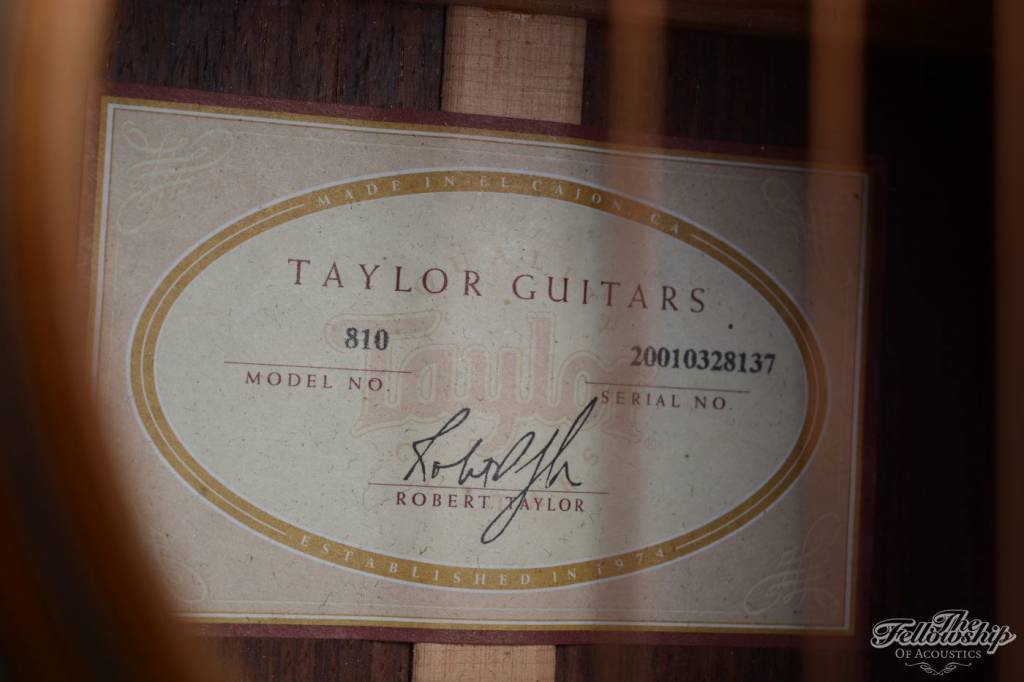 MADE IN EL CAJON CA
TAYLOR GUITARS
810
20010328137
MODEL NO.
SERIAL NO.
Taylor
ROBERT TAYLOR
ESTABLISHED IN 1974
The
Fellowship
OF ACOUSTICS